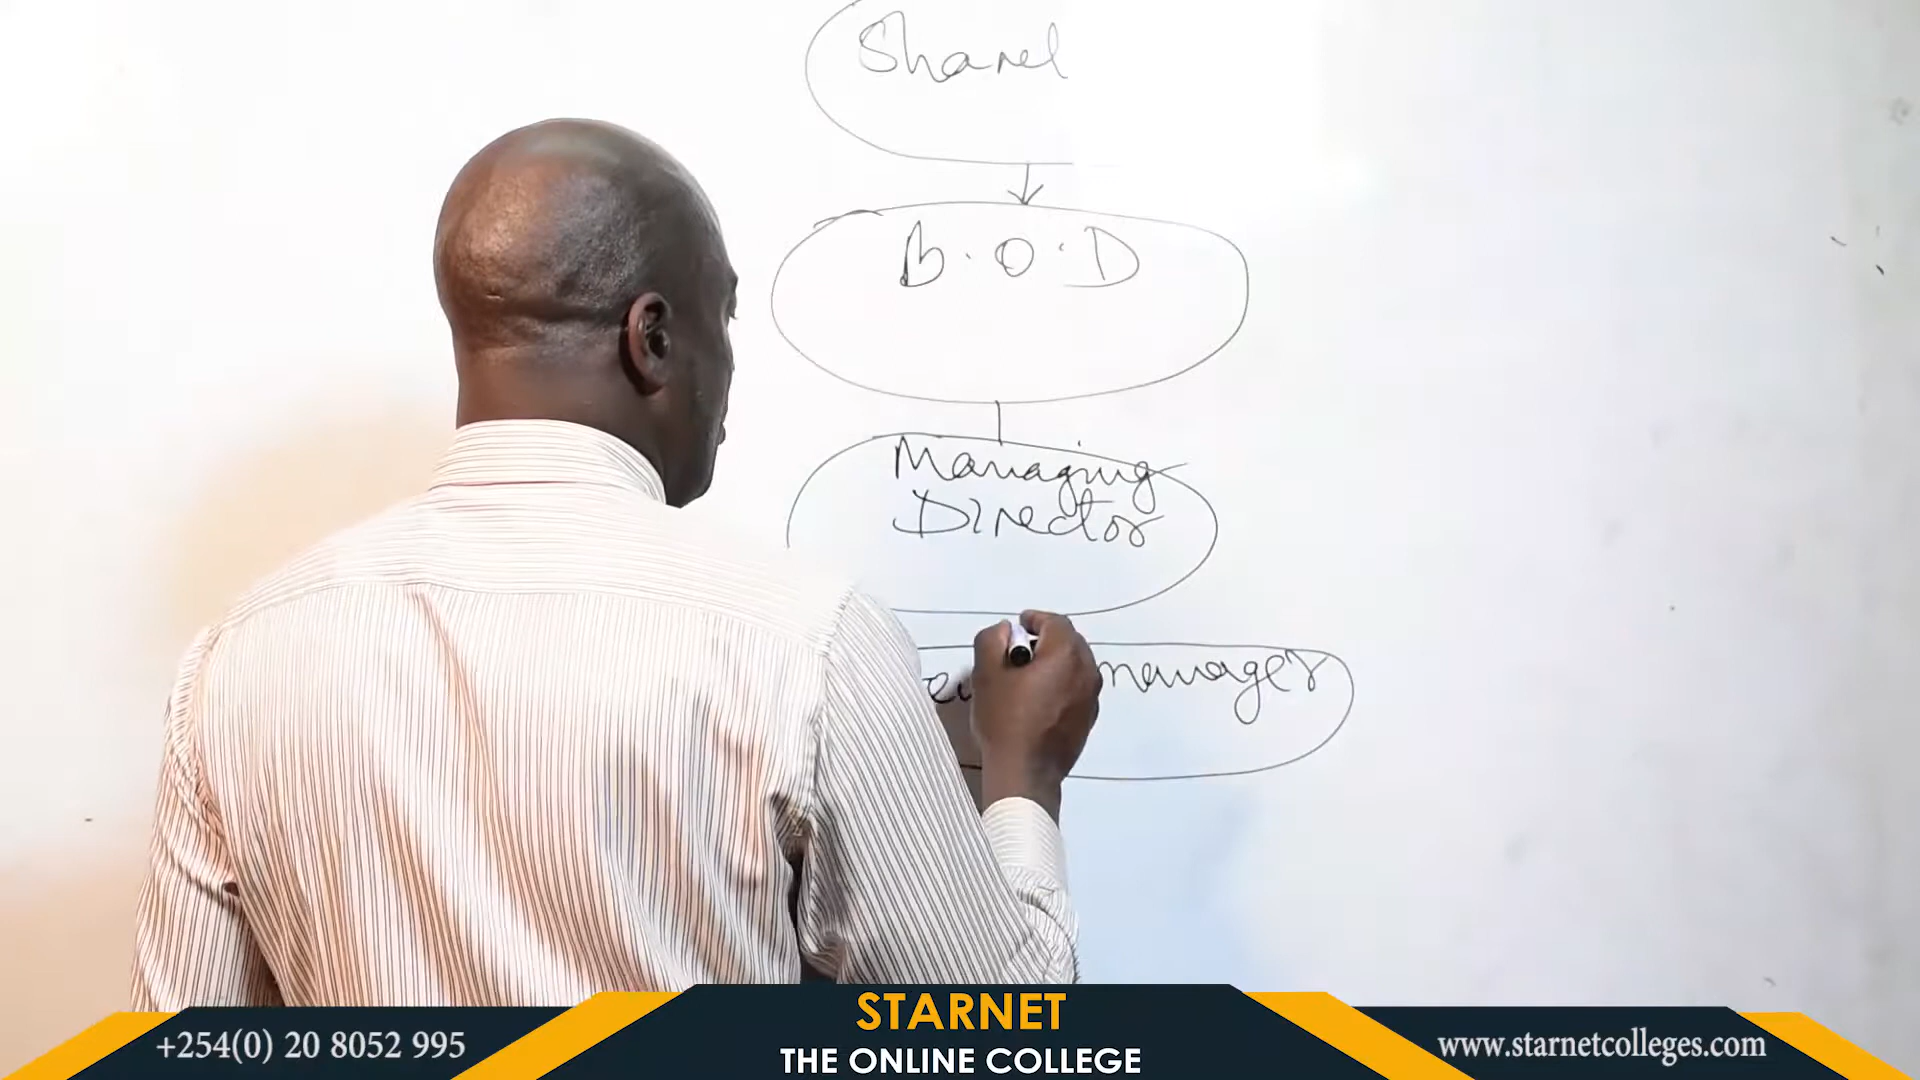 Sharel
B.O.D
Managing
Director
manager
STARNET
THE ONLINE COLLEGE
+254(0) 20 8052 995
www.starnetcolleges.com